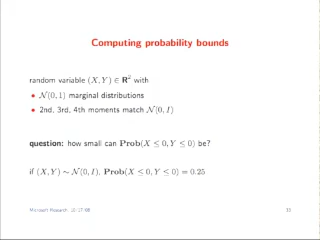 Computing probability bounds
random variable (X, Y) ∈ R² with
• N(0, 1) marginal distributions
• 2nd, 3rd, 4th moments match N(0, I)
question: how small can Prob(X ≤ 0, Y ≤ 0) be?
if (X, Y) ∼ N(0, I), Prob(X ≤ 0, Y ≤ 0) = 0.25
Microsoft Research,